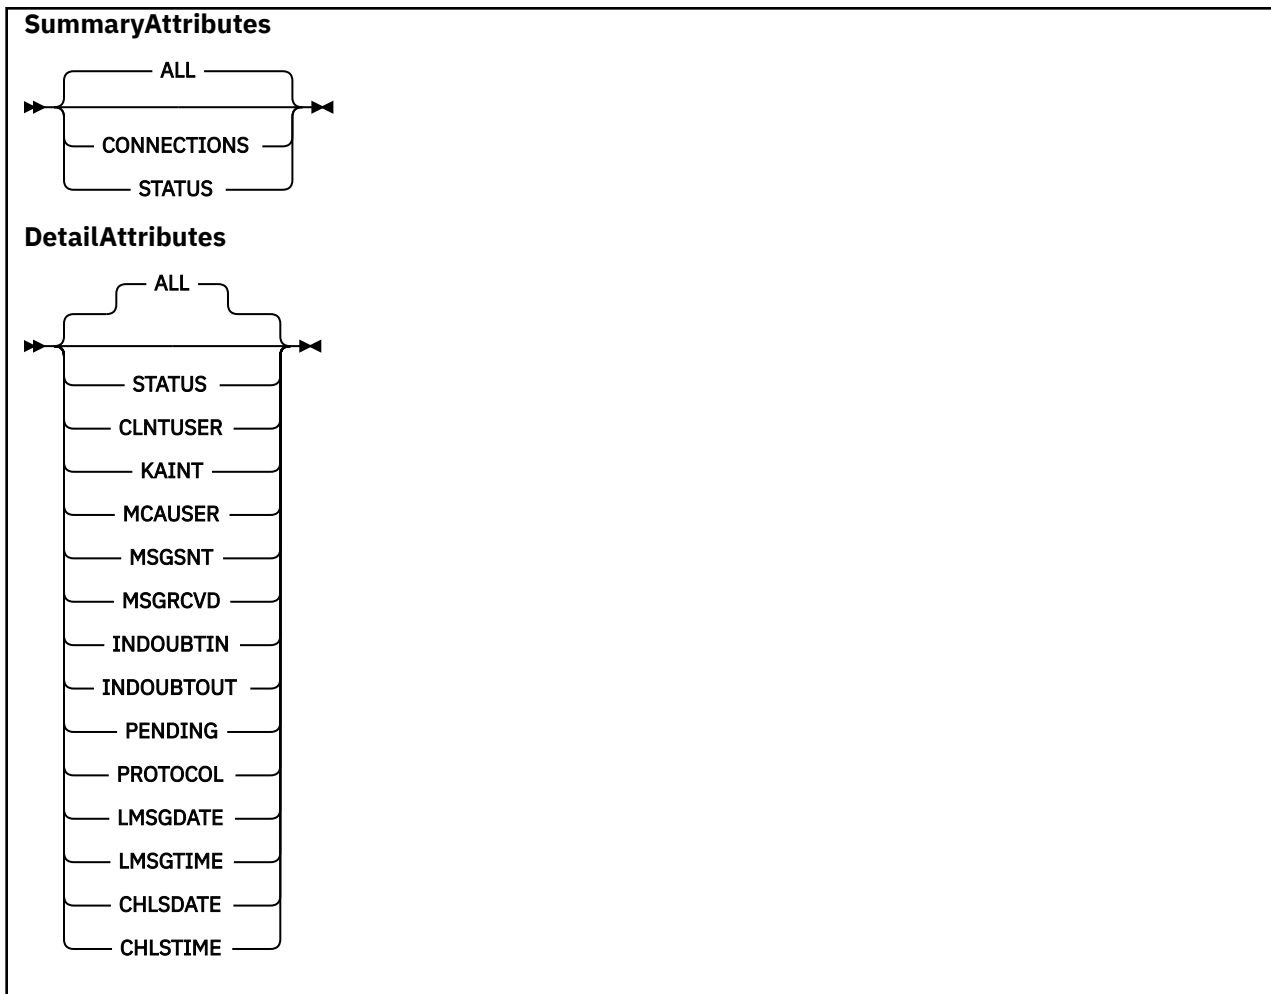 SummaryAttributes
ALL
CONNECTIONS
STATUS
DetailAttributes
ALL
STATUS
CLNTUSER
KAINT
MCAUSER
MSGSNT
MSGRCVD
INDOUBTIN
INDOUBTOUT
PENDING
PROTOCOL
LMSGDATE
LMSGTIME
CHLSDATE
CHLSTIME